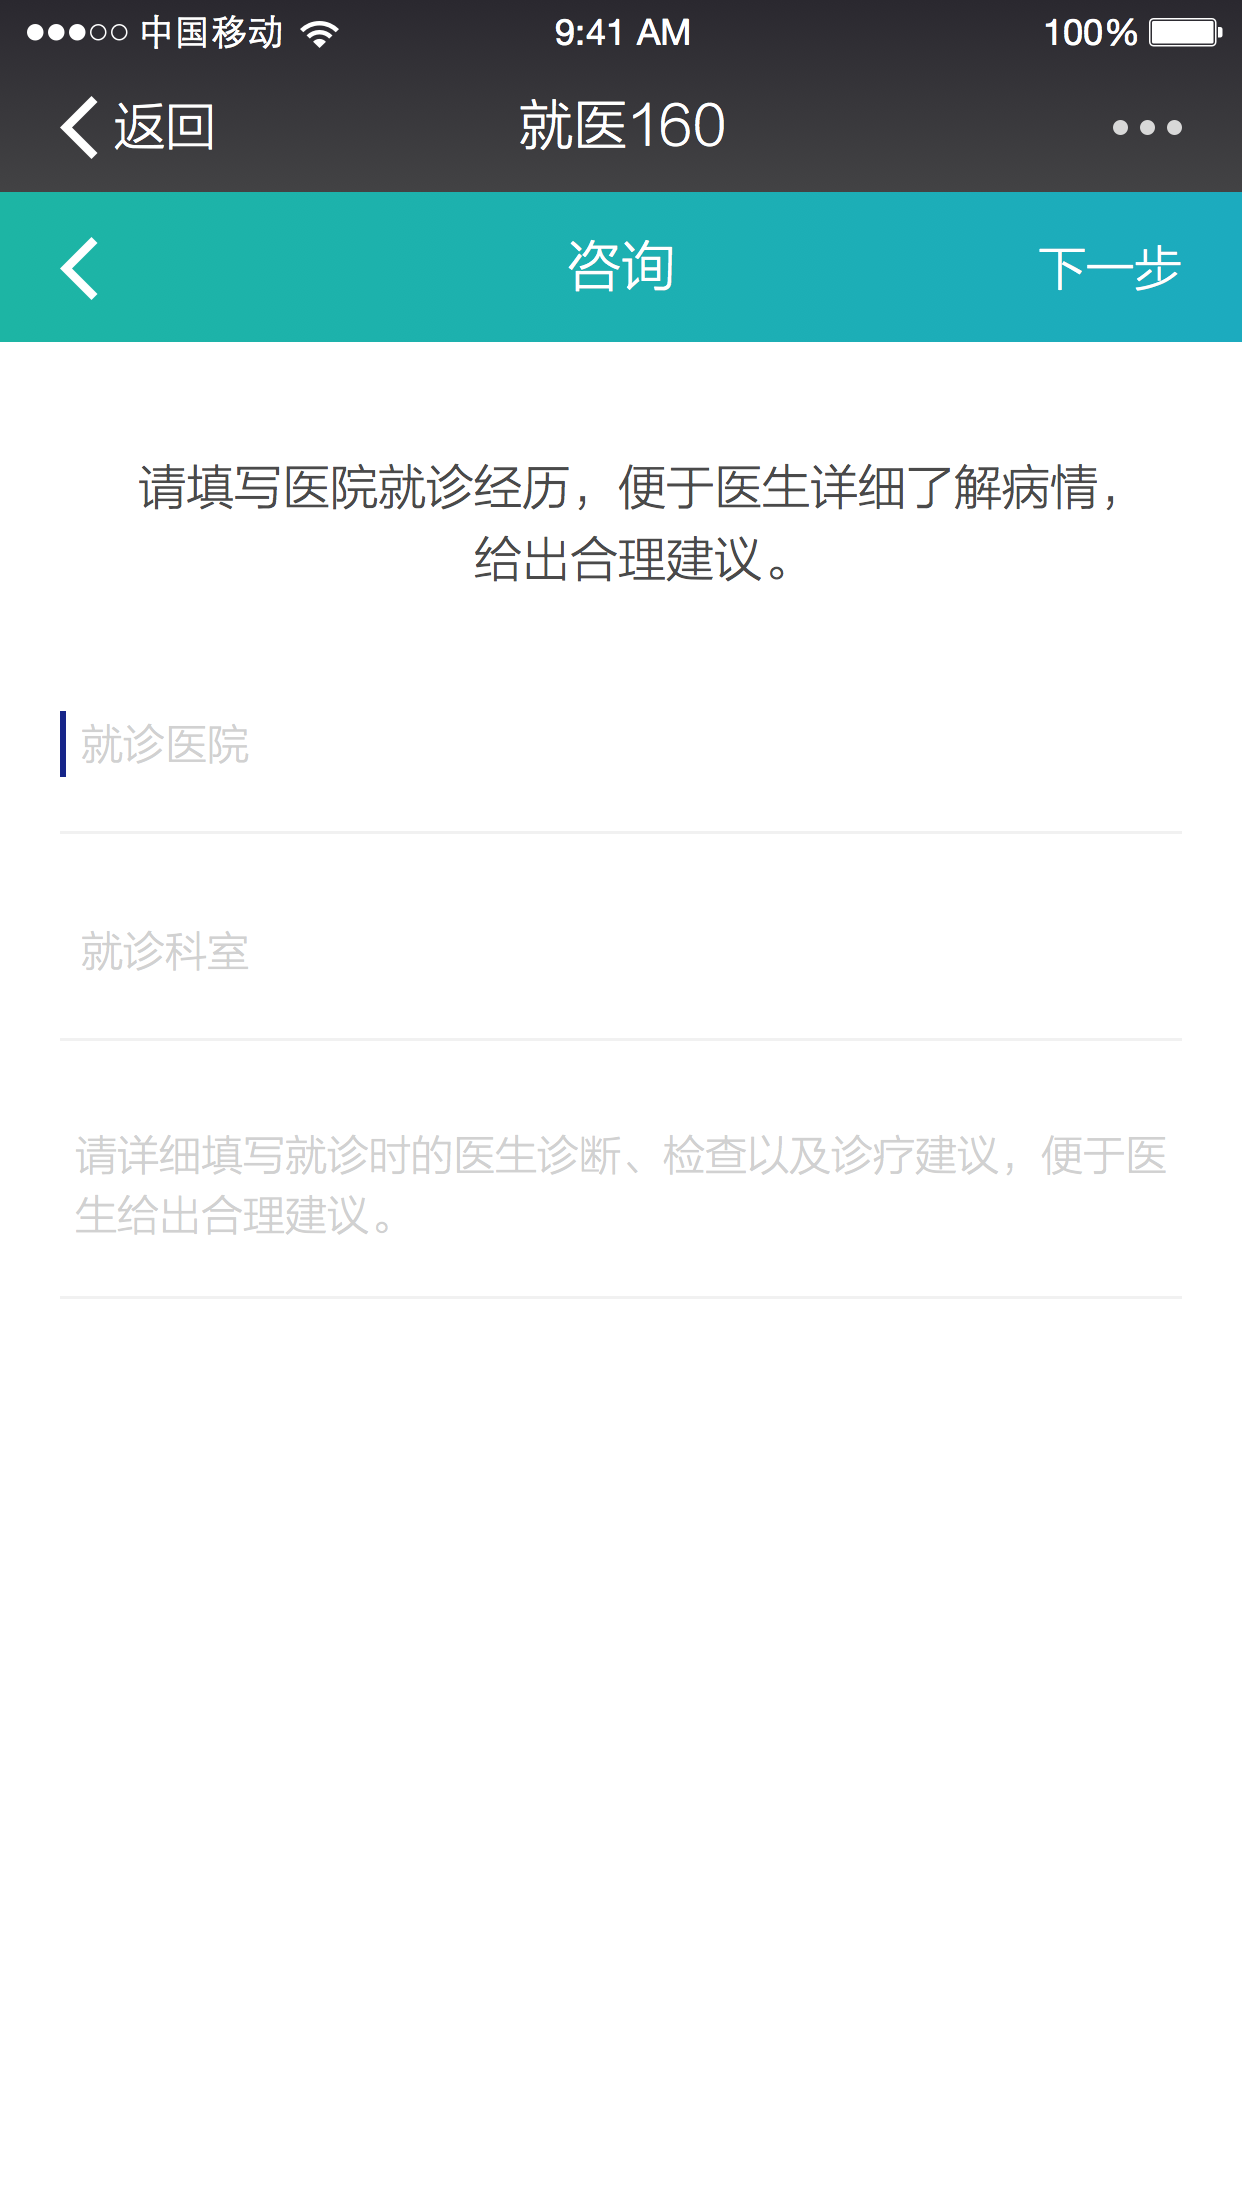 中国移动 9:41 AM 100%
返回 就医160
咨询 下一步
请填写医院就诊经历，便于医生详细了解病情，
给出合理建议。
就诊医院
就诊科室
请详细填写就诊时的医生诊断、检查以及诊疗建议，便于医
生给出合理建议。